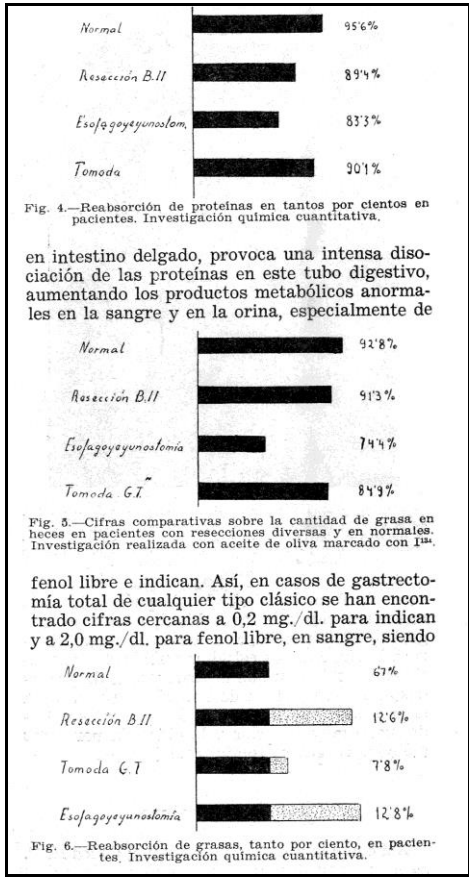 Normal 95'6%
Resección B.II 89'4%
Esofagoyeyunostom. 83'3%
Tomoda 90'1%
Fig. 4.—Reabsorción de proteínas en tantos por cientos en
pacientes. Investigación química cuantitativa.
en intestino delgado, provoca una intensa diso-
ciación de las proteínas en este tubo digestivo,
aumentando los productos metabólicos anorma-
les en la sangre y en la orina, especialmente de
Normal 92'8%
Resección B.II 91'3%
Esofagoyeyunostomía 74'4%
Tomoda G.T. 84'9%
Fig. 5.—Cifras comparativas sobre la cantidad de grasa en
heces en pacientes con resecciones diversas y en normales.
Investigación realizada con aceite de oliva marcado con
fenol libre e indican. Así, en casos de gastrecto-
mía total de cualquier tipo clásico se han encon-
trado cifras cercanas a 0,2 mg./dl. para indican
y a 2,0 mg./dl. para fenol libre, en sangre, siendo
Normal 67%
Resección B.II 12'6%
Tomoda G.T 7'8%
Esofagoyeyunostomía 12'8%
Fig. 6.—Reabsorción de grasas, tanto por ciento, en pacien-
tes. Investigación química cuantitativa.